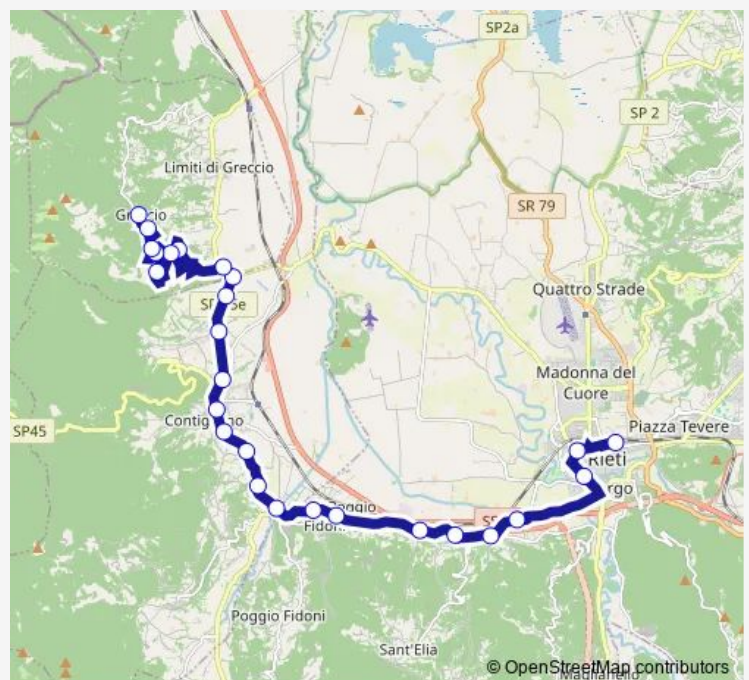 SP2a
SP 2
Limiti di Greccio
SR 79
Quattro Strade
Madonna del
Cuore
SP45
Piazza Tevere
Rieti
Fidoni
Poggio Fidoni
Sant'Elia
© OpenStreetMap contributors